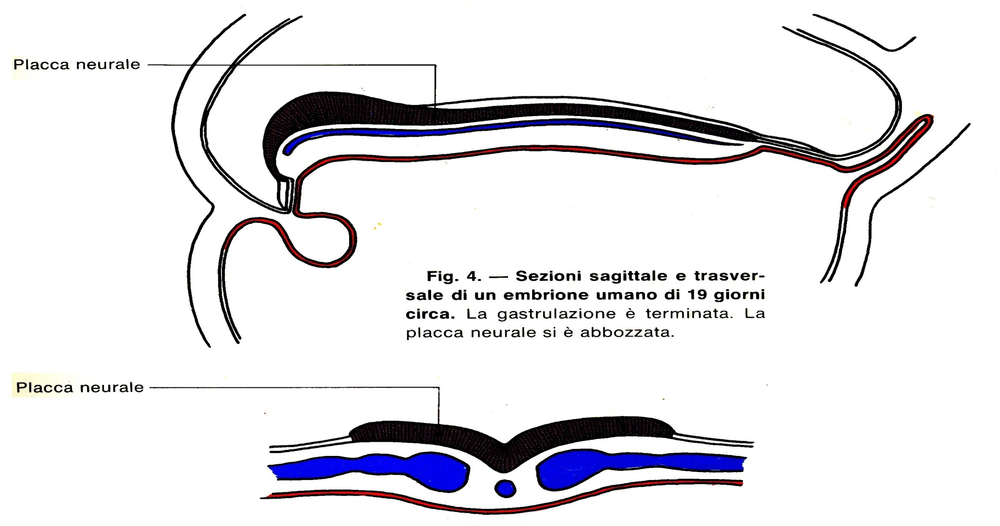 Placca neurale
Fig. 4. — Sezioni sagittale e trasver-
sale di un embrione umano di 19 giorni
circa. La gastrulazione è terminata. La
placca neurale si è abbozzata.
Placca neurale